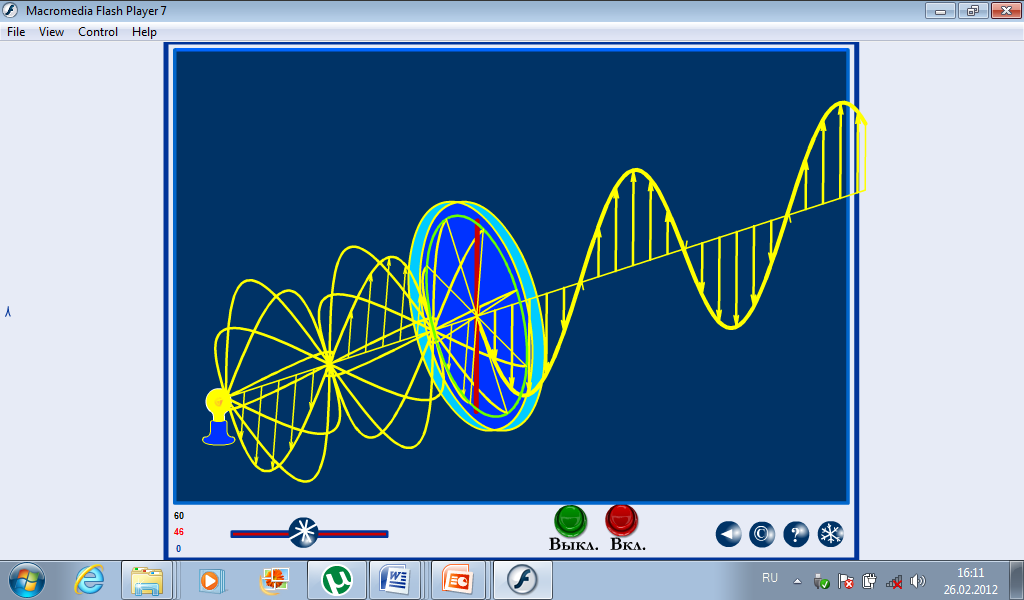 Macromedia Flash Player 7
File View Control Help
60
46
0
Выкл. Вкл.
© ?
RU
16:11
26.02.2012